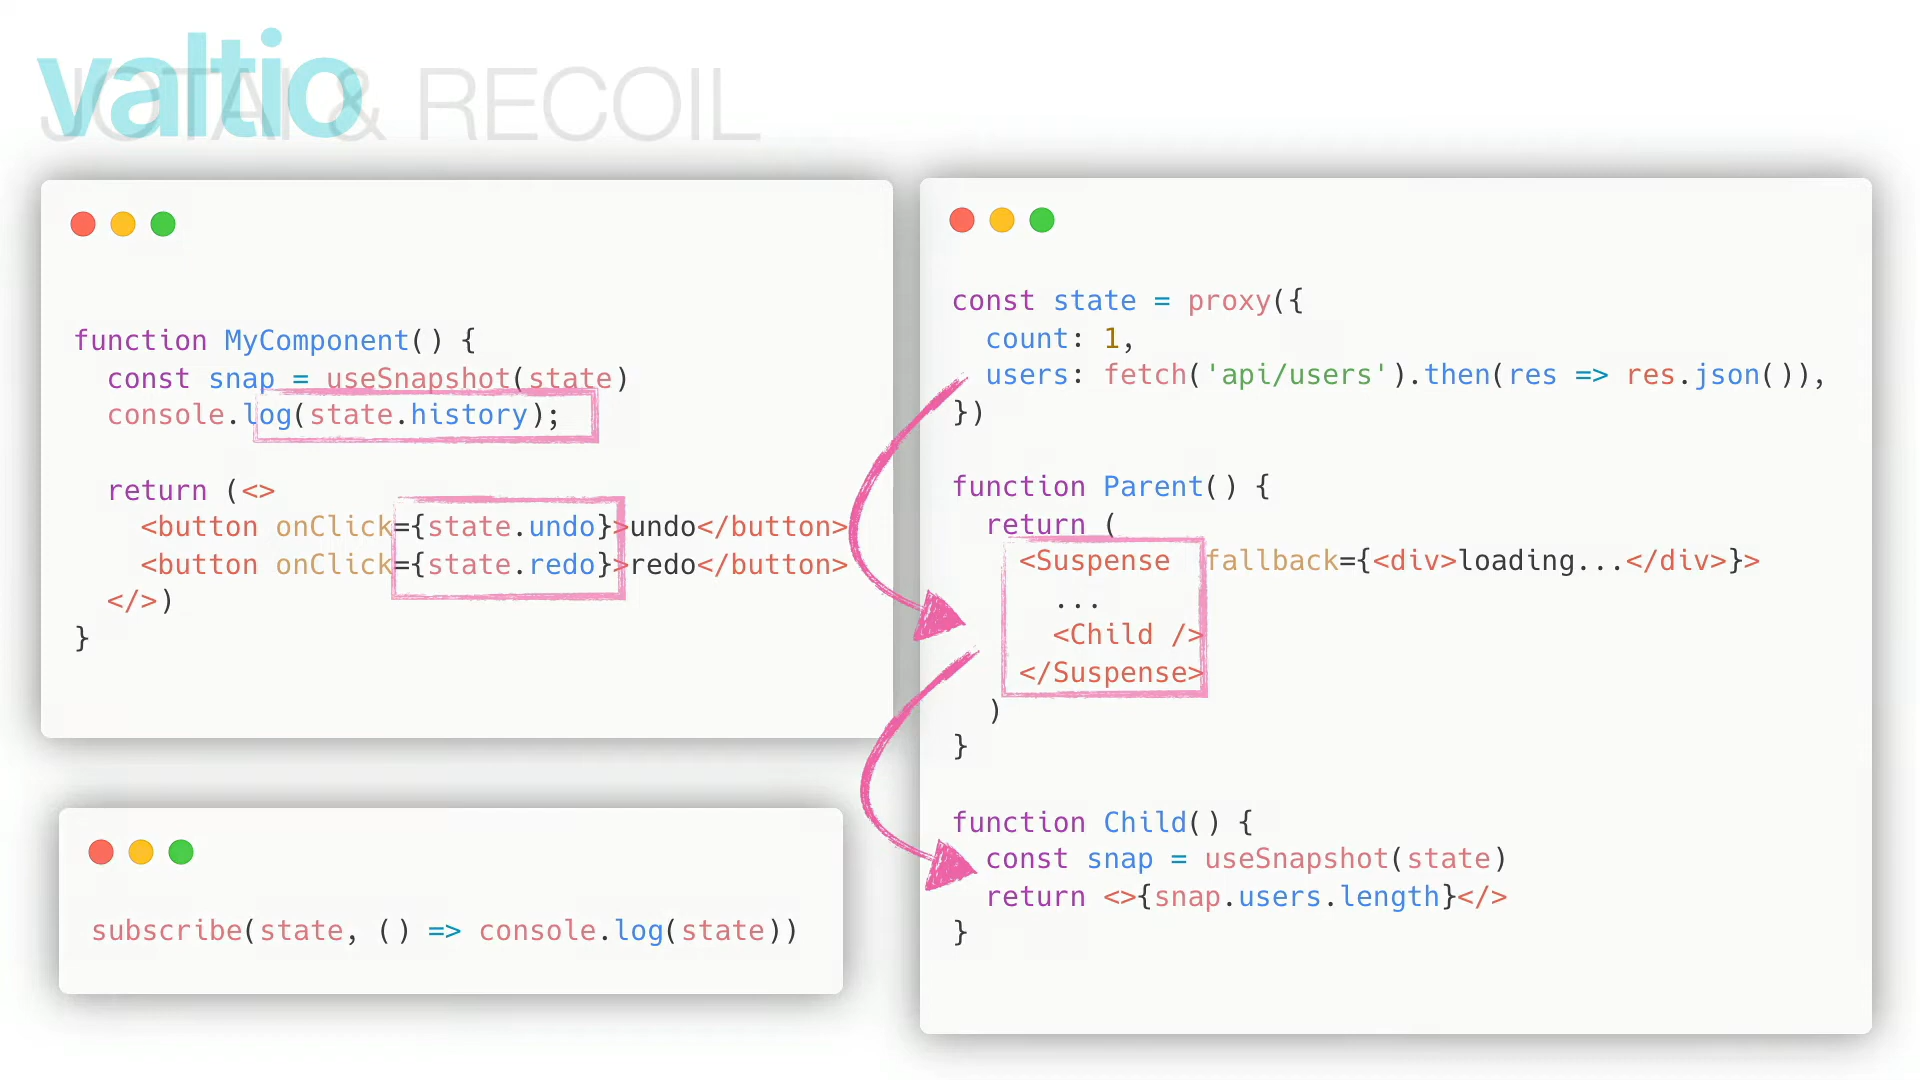 valtio
JOTAI & RECOIL
function MyComponent() {
  const snap = useSnapshot(state)
  console.log(state.history);
  return (<>
    <button onClick={state.undo}>undo</button>
    <button onClick={state.redo}>redo</button>
  </>)
}
subscribe(state, () => console.log(state))
const state = proxy({
  count: 1,
  users: fetch('api/users').then(res => res.json()),
})
function Parent() {
  return (
    <Suspense fallback={<div>loading...</div>}>
      ...
      <Child />
    </Suspense>
  )
}
function Child() {
  const snap = useSnapshot(state)
  return <>{snap.users.length}</>
}